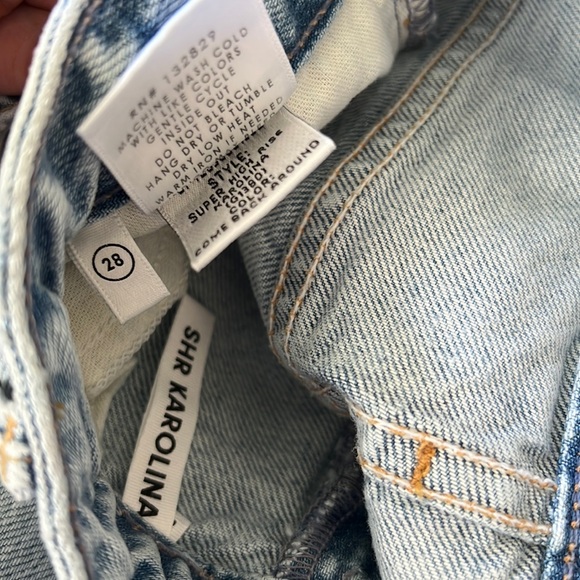 RN# 132829
MACHINE WASH COLD
WITH LIKE COLORS
GENTLE CYCLE
INSIDE OUT
DO NOT BLEACH
HANG DRY OR TUMBLE
DRY LOW HEAT
WARM IRON IF NEEDED
STYLE:
SUPER HIGH RISE
KAROLINA
COLOR:
COME BACK AROUND
28
SHR KAROLINA